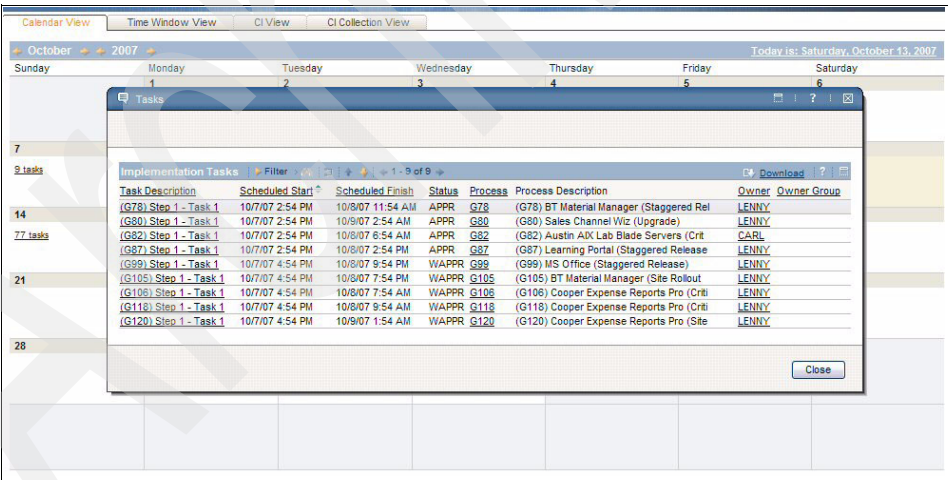 Calendar View Time Window View CI View CI Collection View
October 2007 Today is: Saturday, October 13, 2007
Sunday Monday Tuesday Wednesday Thursday Friday Saturday
1 2 3 4 5 6
Tasks ?
7
9 tasks
Implementation Tasks Filter 1 - 9 of 9 Download ?
Task Description Scheduled Start Scheduled Finish Status Process Process Description Owner Owner Group
(G78) Step 1 - Task 1 10/7/07 2:54 PM 10/8/07 11:54 AM APPR G78 (G78) BT Material Manager (Staggered Rel LENNY
(G80) Step 1 - Task 1 10/7/07 2:54 PM 10/9/07 2:54 AM APPR G80 (G80) Sales Channel Wiz (Upgrade) LENNY
(G82) Step 1 - Task 1 10/7/07 2:54 PM 10/8/07 6:54 AM APPR G82 (G82) Austin AIX Lab Blade Servers (Crit CARL
(G87) Step 1 - Task 1 10/7/07 2:54 PM 10/8/07 2:54 PM APPR G87 (G87) Learning Portal (Staggered Release LENNY
(G99) Step 1 - Task 1 10/7/07 4:54 PM 10/8/07 9:54 PM WAPPR G99 (G99) MS Office (Staggered Release) LENNY
(G105) Step 1 - Task 1 10/7/07 4:54 PM 10/8/07 7:54 AM WAPPR G105 (G105) BT Material Manager (Site Rollout LENNY
(G106) Step 1 - Task 1 10/7/07 4:54 PM 10/8/07 2:54 AM WAPPR G106 (G106) Cooper Expense Reports Pro (Criti LENNY
(G118) Step 1 - Task 1 10/7/07 4:54 PM 10/8/07 9:54 AM WAPPR G118 (G118) Cooper Expense Reports Pro (Criti LENNY
(G120) Step 1 - Task 1 10/7/07 4:54 PM 10/9/07 1:54 AM WAPPR G120 (G120) Cooper Expense Reports Pro (Site LENNY
14
77 tasks
21
28
Close